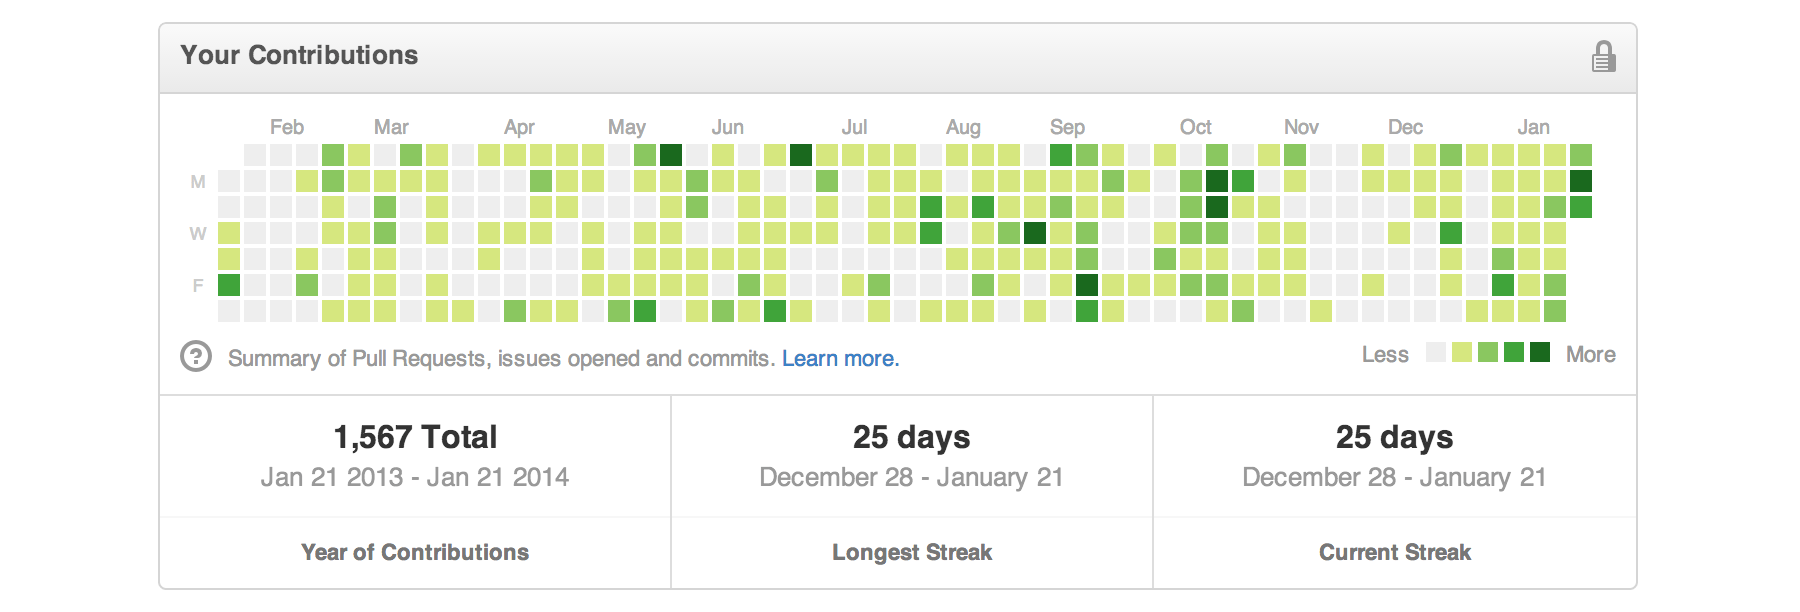 Your Contributions
Feb Mar Apr May Jun Jul Aug Sep Oct Nov Dec Jan
M
W
F
? Summary of Pull Requests, issues opened and commits. Learn more.
Less More
1,567 Total
Jan 21 2013 - Jan 21 2014
Year of Contributions
25 days
December 28 - January 21
Longest Streak
25 days
December 28 - January 21
Current Streak